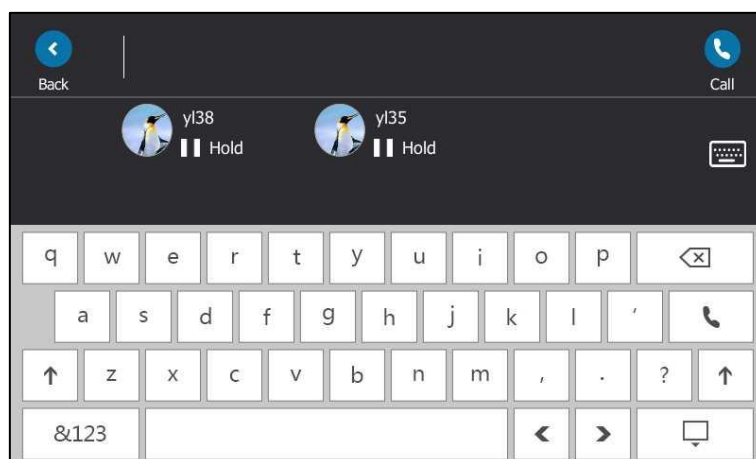 Back
Call
yl38
Hold
yl35
Hold
q w e r t y u i o p
a s d f g h j k l '
z x c v b n m , . ?
&123